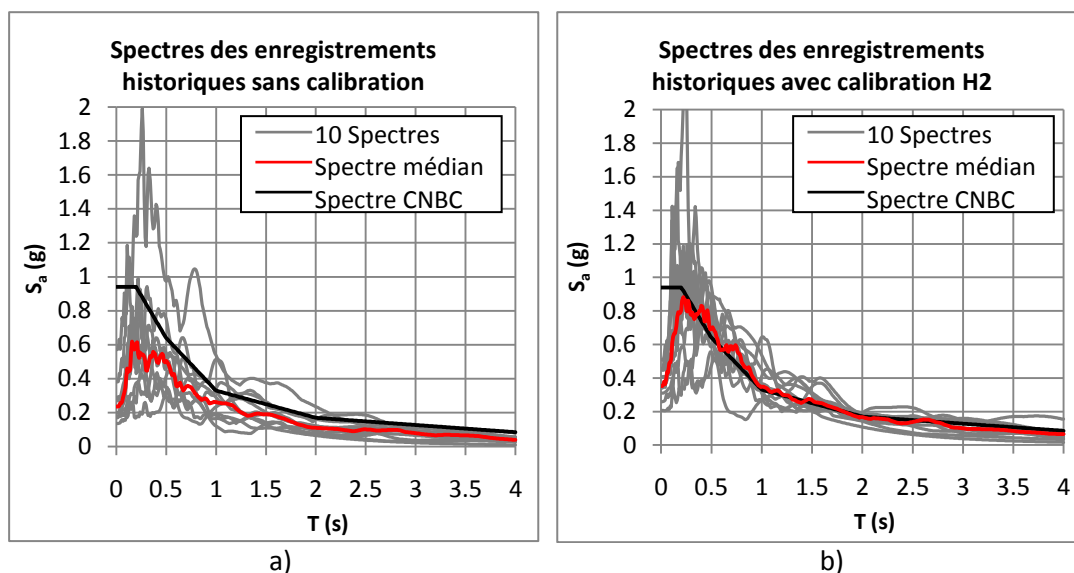 Spectres des enregistrements
historiques sans calibration
2
1.8
1.6
1.4
1.2
1
0.8
0.6
0.4
0.2
0
Sa (g)
10 Spectres
Spectre médian
Spectre CNBC
0 0.5 1 1.5 2 2.5 3 3.5 4
T (s)
a)
Spectres des enregistrements
historiques avec calibration H2
2
1.8
1.6
1.4
1.2
1
0.8
0.6
0.4
0.2
0
Sa (g)
10 Spectres
Spectre médian
Spectre CNBC
0 0.5 1 1.5 2 2.5 3 3.5 4
T (s)
b)